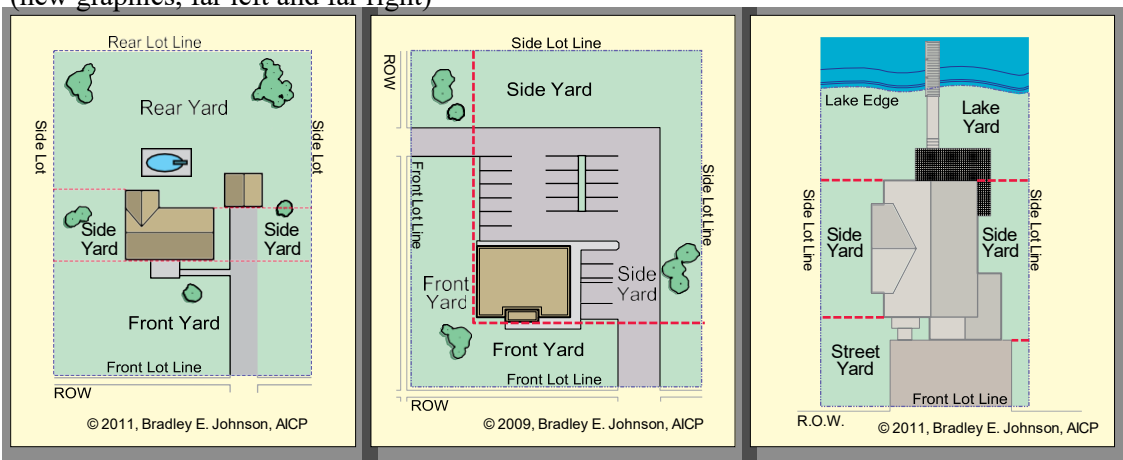 (new graphics, far left and far right)
Rear Lot Line
Rear Yard
Side Lot
Side Lot
Side
Yard
Side
Yard
Front Yard
Front Lot Line
ROW
© 2011, Bradley E. Johnson, AICP
Side Lot Line
ROW
Side Yard
Front Lot Line
Side Lot Line
Front
Yard
Side
Yard
Front Yard
Front Lot Line
ROW
© 2009, Bradley E. Johnson, AICP
Lake Edge
Lake
Yard
Side Lot Line
Side
Yard
Side
Yard
Side Lot Line
Street
Yard
Front Lot Line
R.O.W.
© 2011, Bradley E. Johnson, AICP